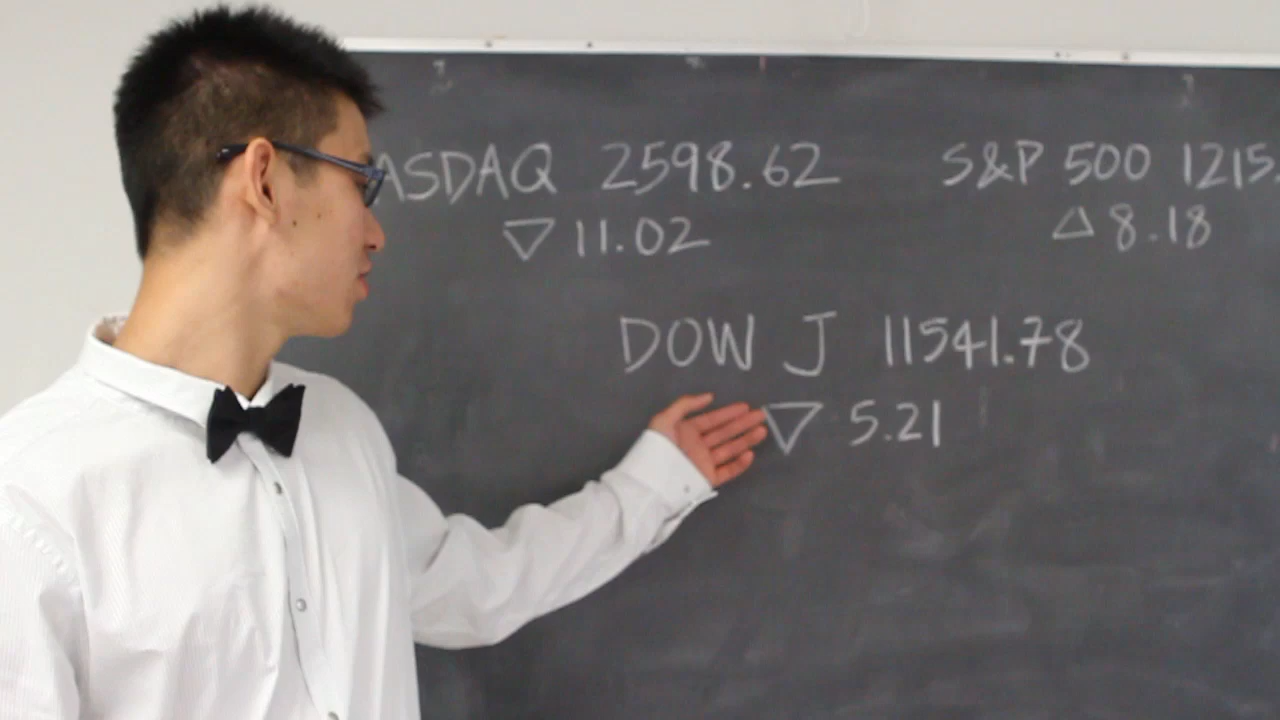 ASDAQ 2598.62
▽ 11.02
S&P 500 1215.
△ 8.18
DOW J 11541.78
▽ 5.21